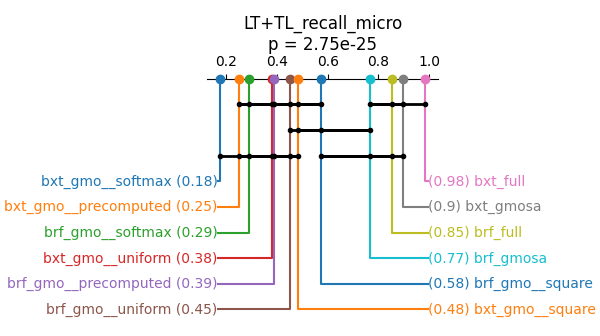 LT+TL_recall_micro
p = 2.75e-25
0.2 0.4 0.6 0.8 1.0
bxt_gmo__softmax (0.18) (0.98) bxt_full
bxt_gmo__precomputed (0.25) (0.9) bxt_gmosa
brf_gmo__softmax (0.29) (0.85) brf_full
bxt_gmo__uniform (0.38) (0.77) brf_gmosa
brf_gmo__precomputed (0.39) (0.58) brf_gmo__square
brf_gmo__uniform (0.45) (0.48) bxt_gmo__square